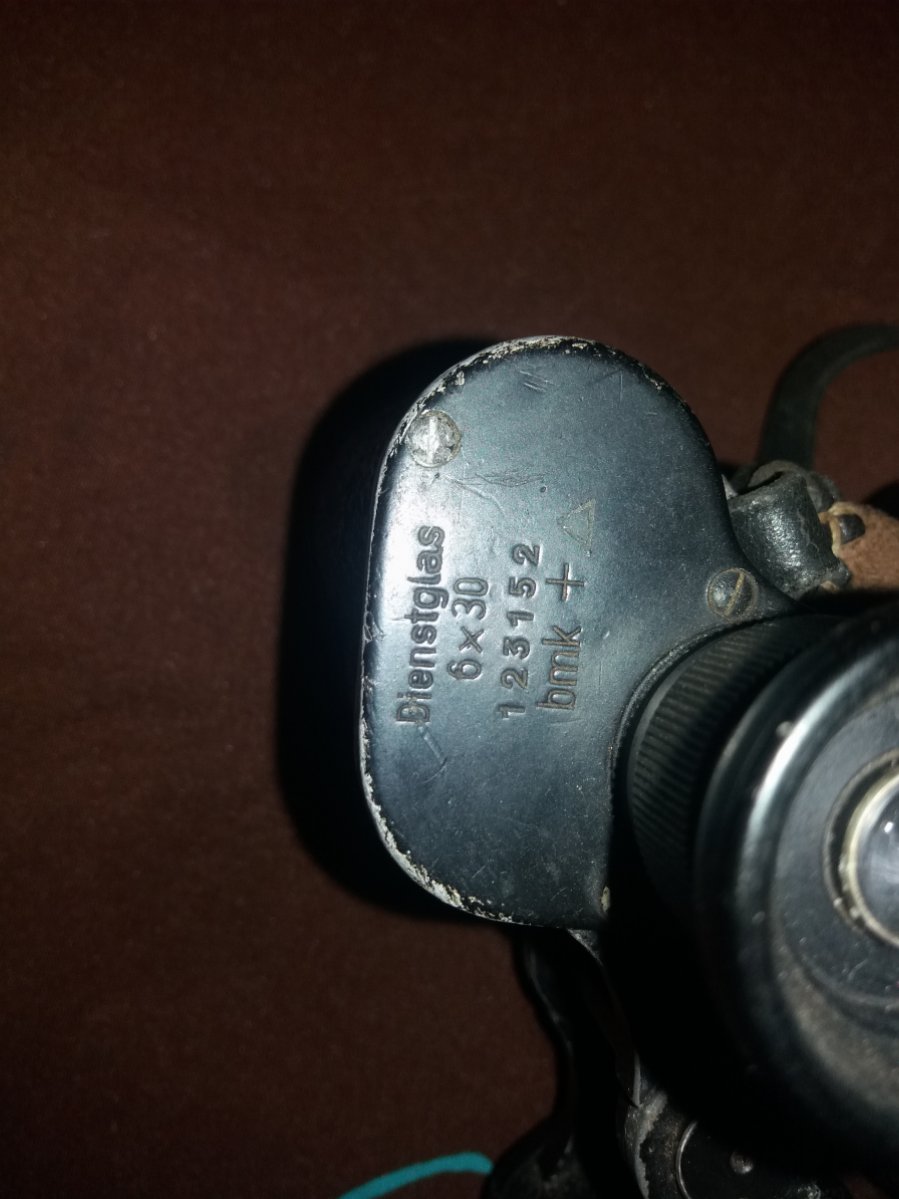 Dienstglas
6x30
123152
bmk + △